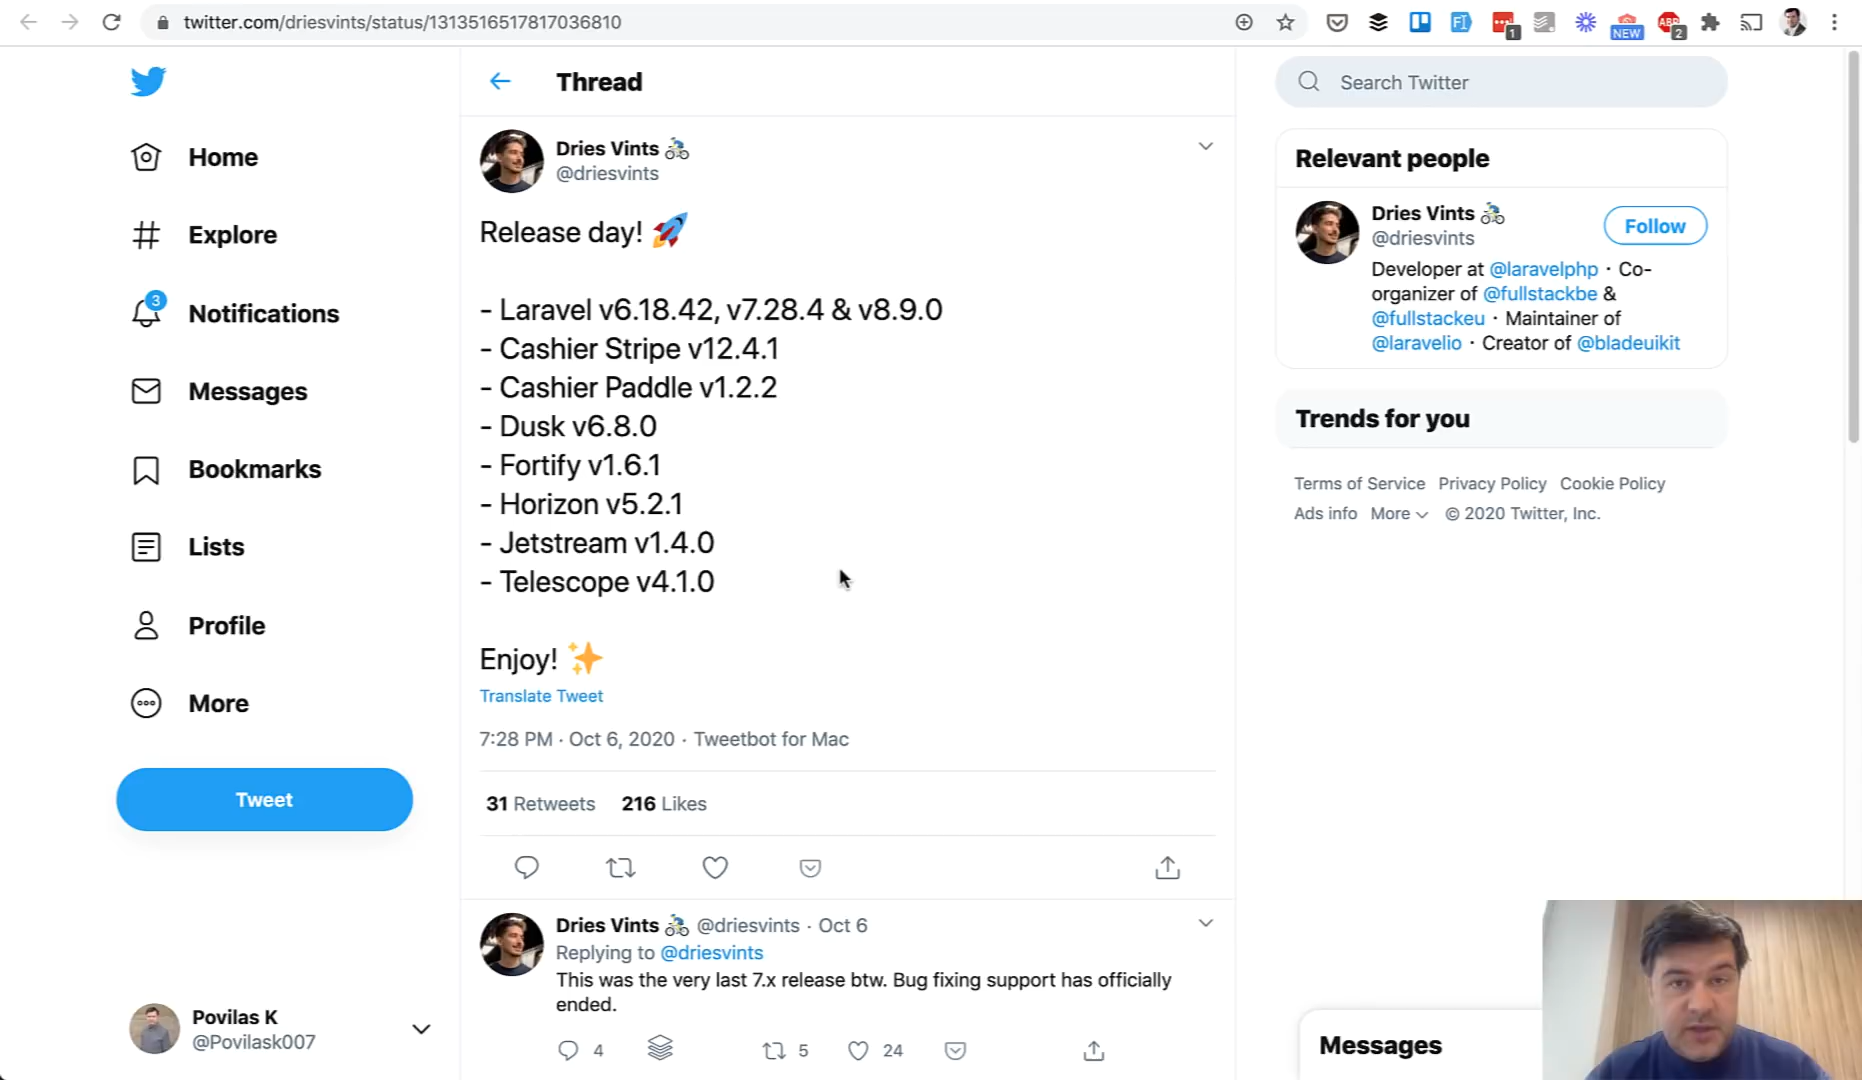 twitter.com/driesvints/status/1313516517817036810
1
NEW
ABP
2
Home
Explore
3
Notifications
Messages
Bookmarks
Lists
Profile
More
Tweet
Povilas K
@Povilask007
Thread
Dries Vints
@driesvints
Release day! 🚀
- Laravel v6.18.42, v7.28.4 & v8.9.0
- Cashier Stripe v12.4.1
- Cashier Paddle v1.2.2
- Dusk v6.8.0
- Fortify v1.6.1
- Horizon v5.2.1
- Jetstream v1.4.0
- Telescope v4.1.0
Enjoy! ✨
Translate Tweet
7:28 PM · Oct 6, 2020 · Tweetbot for Mac
31 Retweets 216 Likes
Dries Vints @driesvints · Oct 6
Replying to @driesvints
This was the very last 7.x release btw. Bug fixing support has officially
ended.
4
5
24
Search Twitter
Relevant people
Dries Vints
@driesvints
Follow
Developer at @laravelphp · Co-
organizer of @fullstackbe &
@fullstackeu · Maintainer of
@laravelio · Creator of @bladeuikit
Trends for you
Terms of Service Privacy Policy Cookie Policy
Ads info More © 2020 Twitter, Inc.
Messages